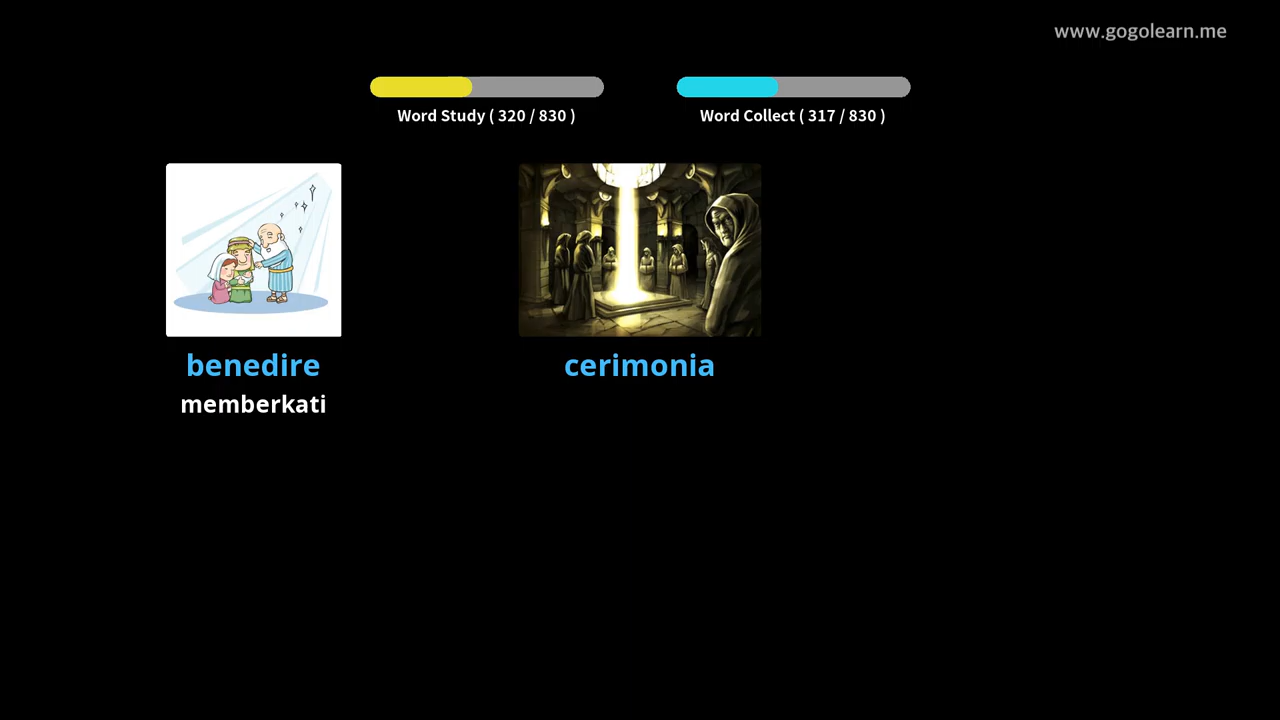 www.gogolearn.me
Word Study ( 320 / 830 )
Word Collect ( 317 / 830 )
benedire
memberkati
cerimonia